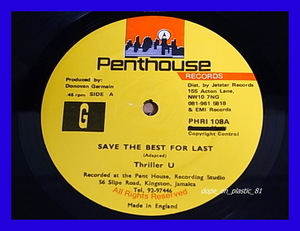 Penthouse
RECORDS
Produced by:
Donovan Germain
45 rpm SIDE A
Dist. by Jetstar Records
155 Acton Lane,
NW10 7NG
081-961 5818
& EMI Records
G
PHRI 108A
Copyright Control
SAVE THE BEST FOR LAST
(Adapted)
Thriller U
Recorded at the Pent House, Recording Studio
56 Slipe Road, Kingston, Jamaica
Tel. 92-97446
All Rights Reserved
Made in England
dope_on_plastic_81